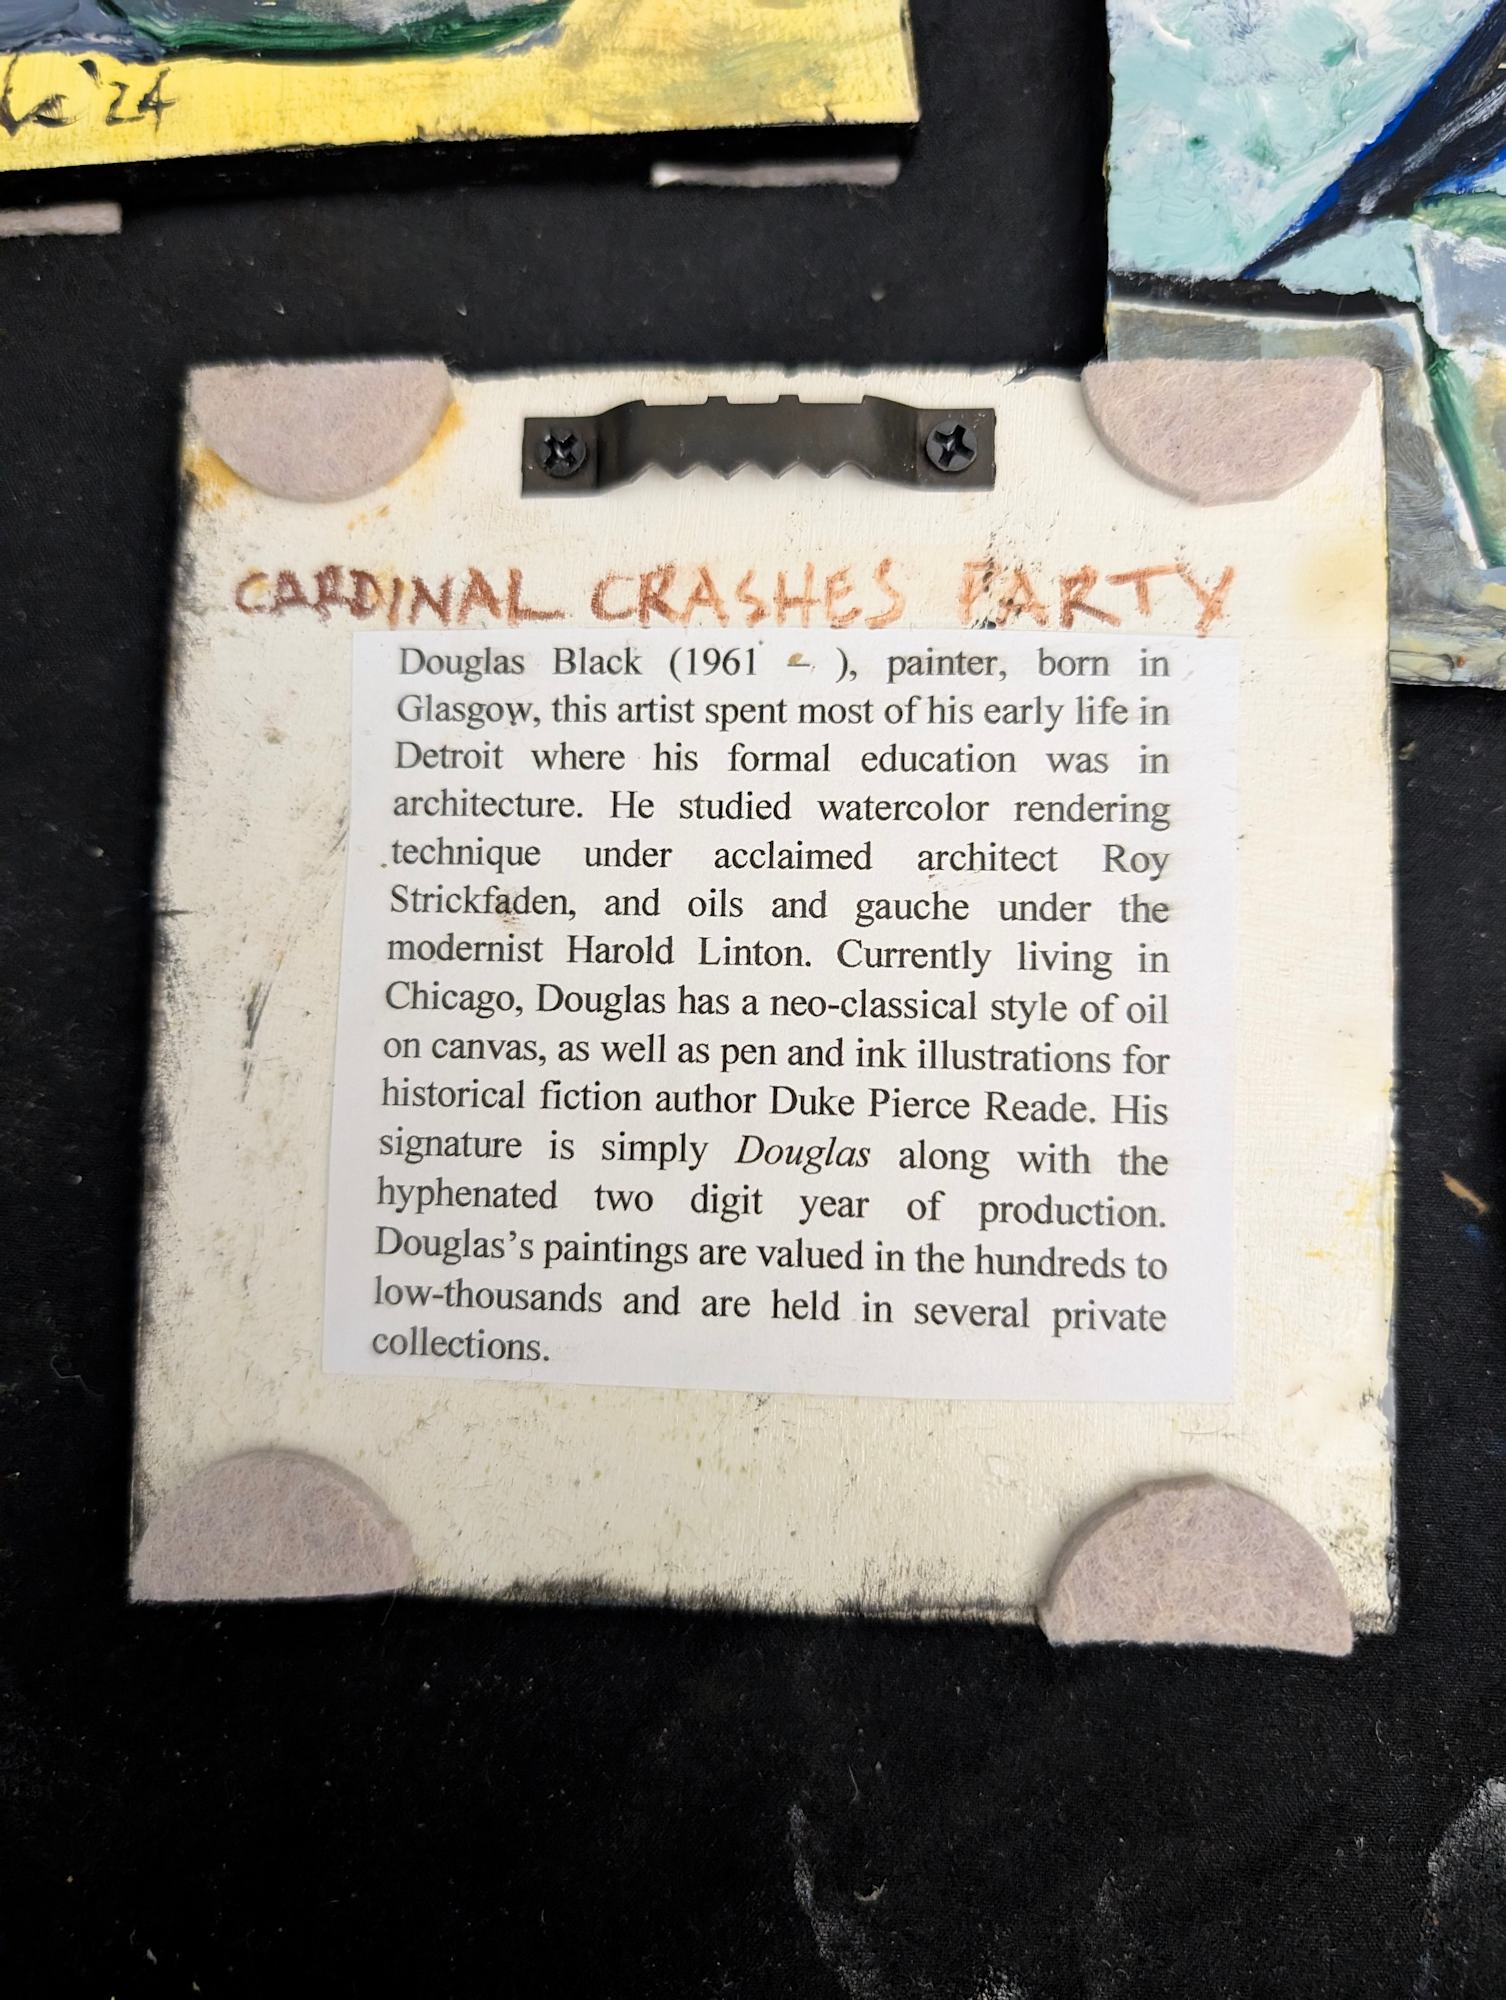 '24
CARDINAL CRASHES PARTY
Douglas Black (1961 - ), painter, born in
Glasgow, this artist spent most of his early life in
Detroit where his formal education was in
architecture. He studied watercolor rendering
technique under acclaimed architect Roy
Strickfaden, and oils and gauche under the
modernist Harold Linton. Currently living in
Chicago, Douglas has a neo-classical style of oil
on canvas, as well as pen and ink illustrations for
historical fiction author Duke Pierce Reade. His
signature is simply Douglas along with the
hyphenated two digit year of production.
Douglas's paintings are valued in the hundreds to
low-thousands and are held in several private
collections.